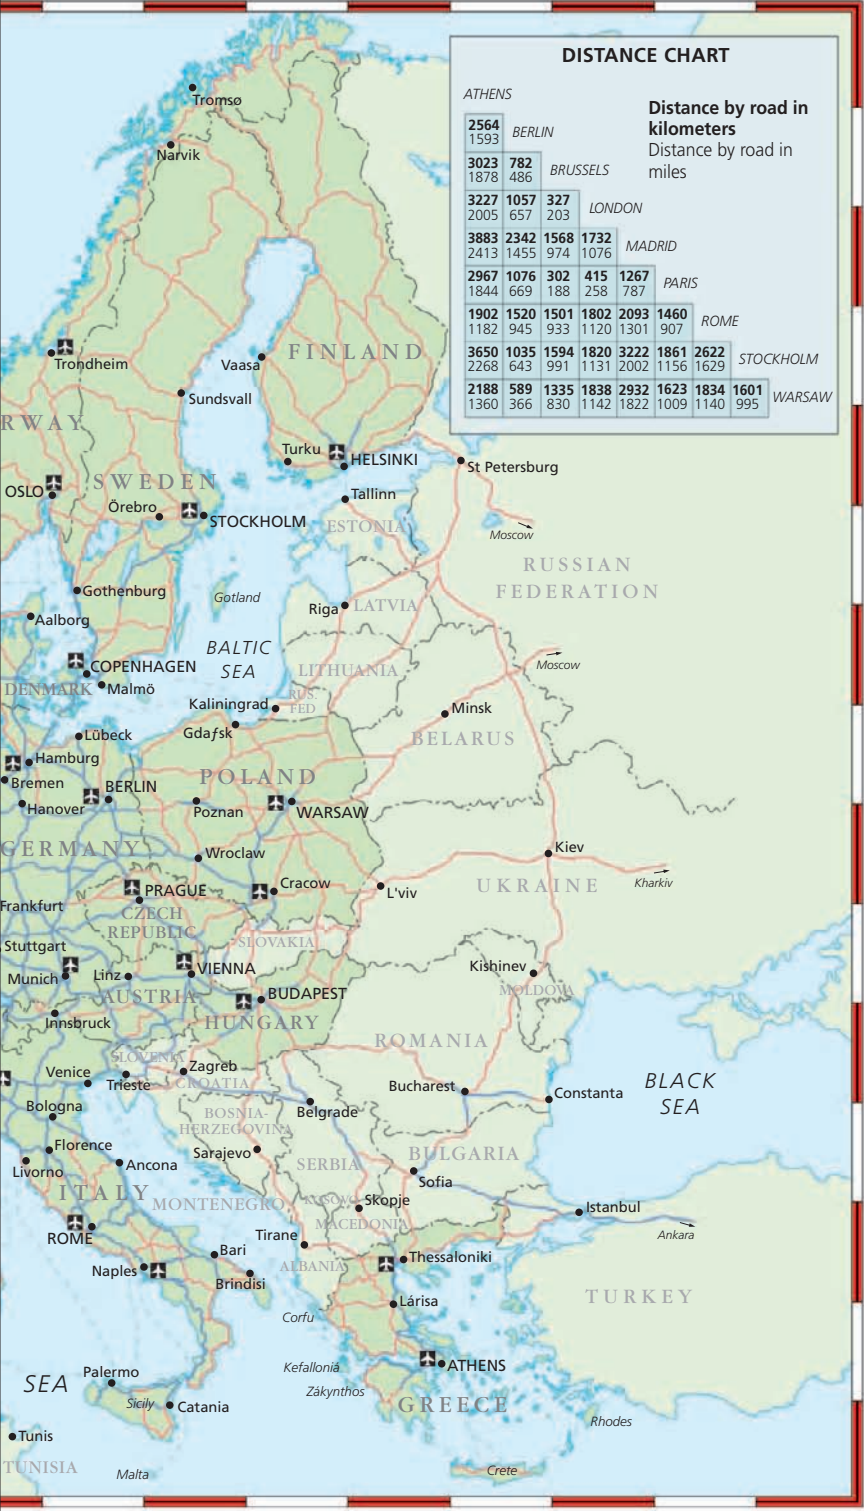 DISTANCE CHART
ATHENS
Distance by road in
kilometers
Distance by road in
miles
2564
1593
BERLIN
3023 782
1878 486
BRUSSELS
3227 1057 327
2005 657 203
LONDON
3883 2342 1568 1732
2413 1455 974 1076
MADRID
2967 1076 302 415 1267
1844 669 188 258 787
PARIS
1902 1520 1501 1802 2093 1460
1182 945 933 1120 1301 907
ROME
3650 1035 1594 1820 3222 1861 2622
2268 643 991 1131 2002 1156 1629
STOCKHOLM
2188 589 1335 1838 2932 1623 1834 1601
1360 366 830 1142 1822 1009 1140 995
WARSAW
Tromsø
Narvik
Trondheim
Vaasa
FINLAND
Sundsvall
RWAY
Turku
HELSINKI
St Petersburg
OSLO
SWEDEN
Tallinn
Örebro
STOCKHOLM
ESTONIA
Moscow
RUSSIAN
FEDERATION
Gothenburg
Gotland
Riga
LATVIA
Aalborg
BALTIC
SEA
COPENHAGEN
LITHUANIA
Moscow
DENMARK
Malmö
RUS.
FED
Kaliningrad
Minsk
Gdaƒsk
Lübeck
BELARUS
Hamburg
POLAND
Bremen
BERLIN
Hanover
Poznan
WARSAW
GERMANY
Wroclaw
Kiev
PRAGUE
Cracow
L'viv
UKRAINE
Kharkiv
Frankfurt
CZECH
REPUBLIC
Stuttgart
SLOVAKIA
Munich
Linz
VIENNA
Kishinev
MOLDOVA
AUSTRIA
BUDAPEST
Innsbruck
HUNGARY
ROMANIA
SLOVENIA
Venice
Trieste
Zagreb
CROATIA
Bucharest
Constanta
BLACK
SEA
Bologna
Belgrade
BOSNIA-
HERZEGOVINA
Florence
Sarajevo
BULGARIA
Livorno
Ancona
SERBIA
Sofia
ITALY
MONTENEGRO
KOSOVO
Skopje
Istanbul
MACEDONIA
Ankara
ROME
Tirane
Bari
Thessaloniki
Naples
ALBANIA
Brindisi
TURKEY
Lárisa
Corfu
Kefalloniá
ATHENS
Palermo
SEA
Zákynthos
Sicily
Catania
GREECE
Rhodes
Tunis
TUNISIA
Malta
Crete